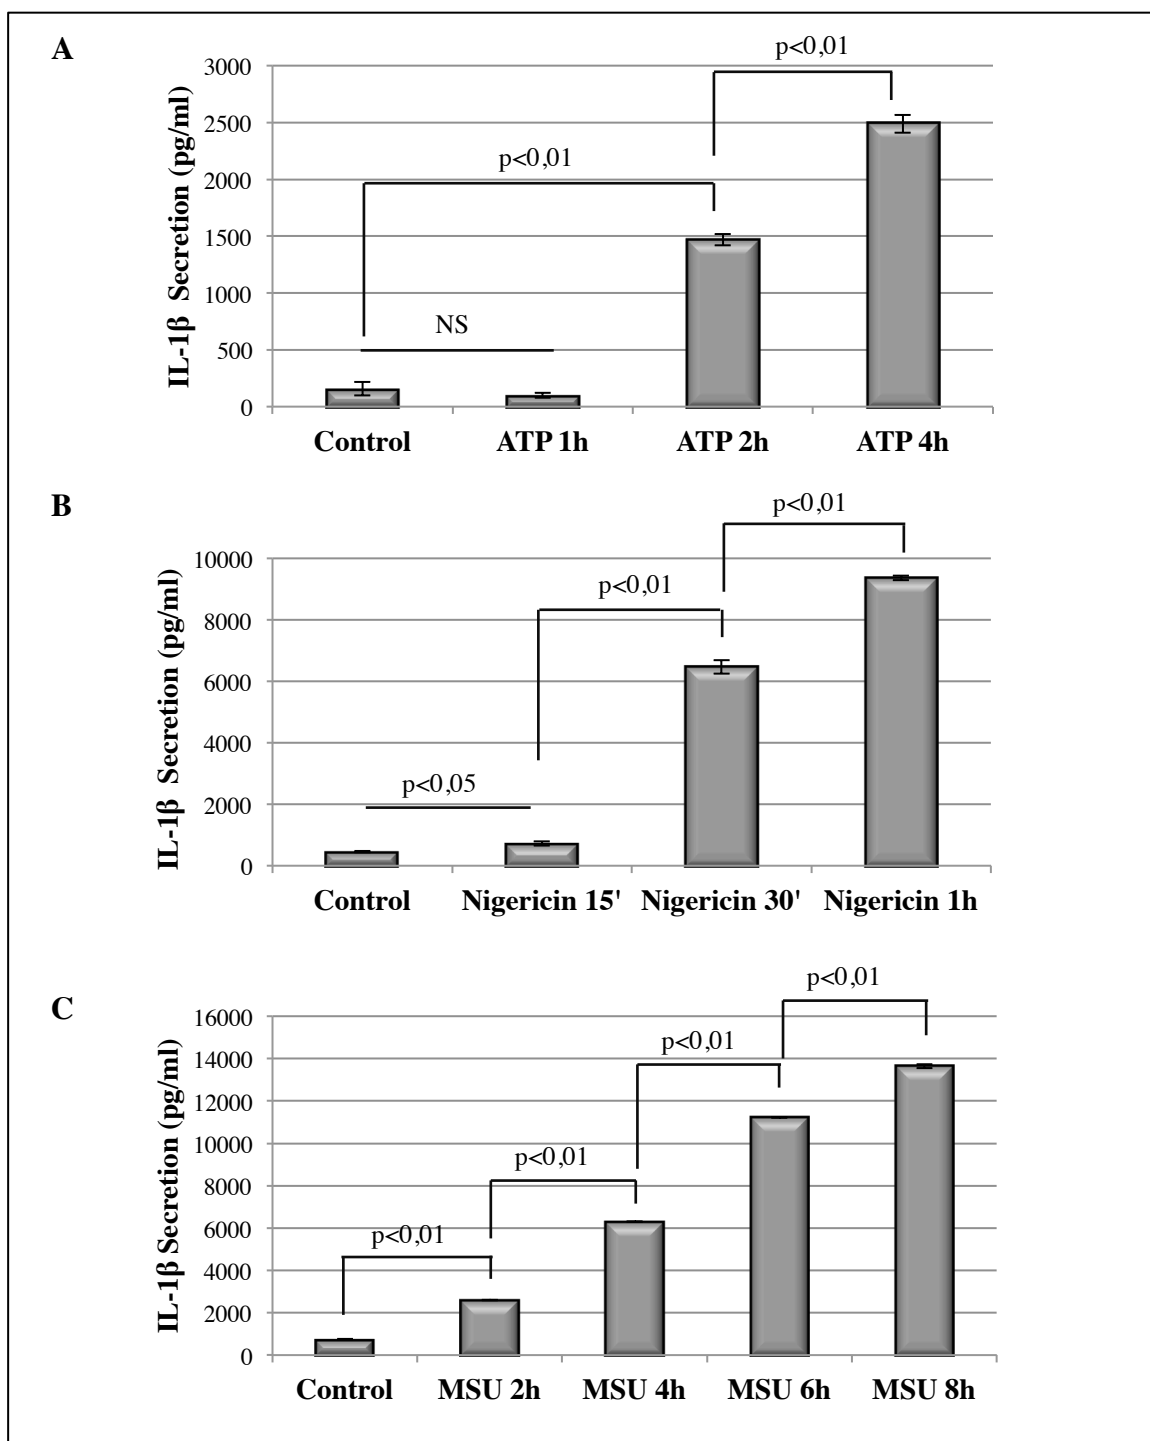 A
p<0,01
3000
2500
p<0,01
2000
1500
1000
NS
500
0
IL-1β Secretion (pg/ml)
Control ATP 1h ATP 2h ATP 4h
B
p<0,01
10000
p<0,01
8000
6000
4000
p<0,05
2000
0
IL-1β Secretion (pg/ml)
Control Nigericin 15' Nigericin 30' Nigericin 1h
C
p<0,01
16000
p<0,01
14000
12000
10000
p<0,01
8000
6000
p<0,01
4000
2000
0
IL-1β Secretion (pg/ml)
Control MSU 2h MSU 4h MSU 6h MSU 8h